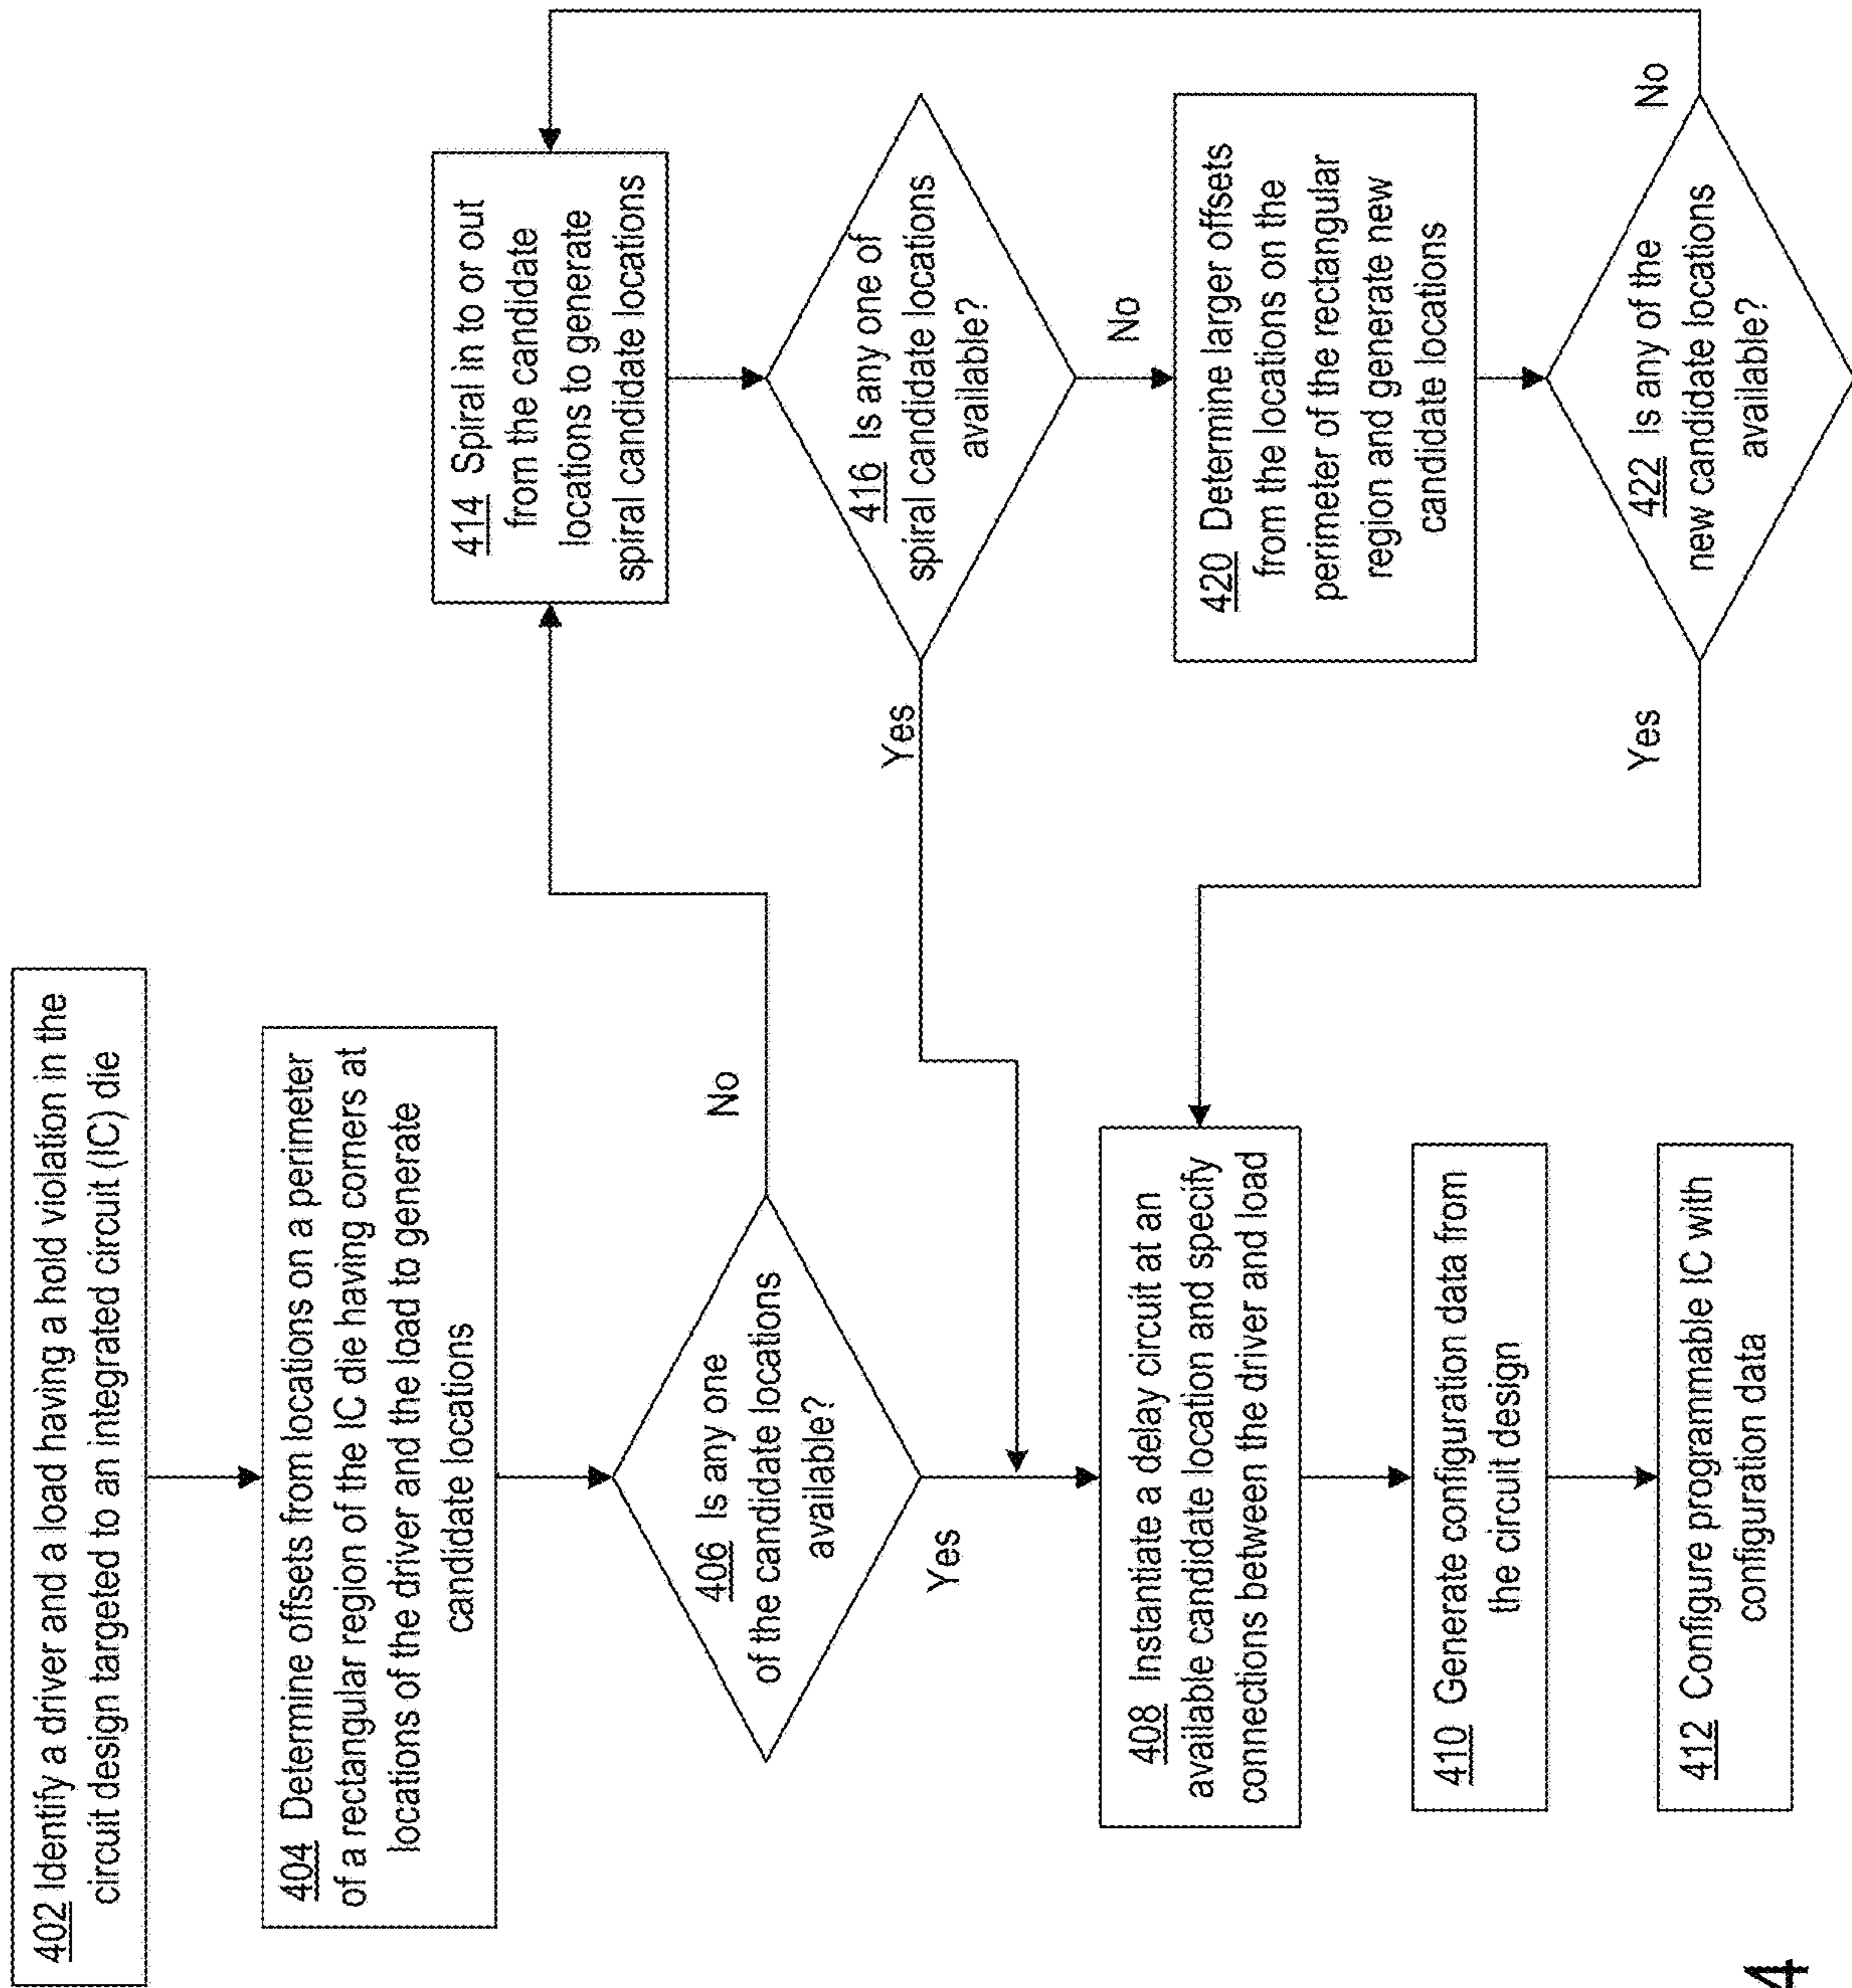 402 Identify a driver and a load having a hold violation in the
circuit design targeted to an integrated circuit (IC) die
404 Determine offsets from locations on a perimeter
of a rectangular region of the IC die having corners at
locations of the driver and the load to generate
candidate locations
406 Is any one
of the candidate locations
available?
No
Yes
408 Instantiate a delay circuit at an
available candidate location and specify
connections between the driver and load
410 Generate configuration data from
the circuit design
412 Configure programmable IC with
configuration data
414 Spiral in to or out
from the candidate
locations to generate
spiral candidate locations
416 Is any one of
spiral candidate locations
available?
Yes
No
420 Determine larger offsets
from the locations on the
perimeter of the rectangular
region and generate new
candidate locations
422 Is any of the
new candidate locations
available?
Yes
No
4